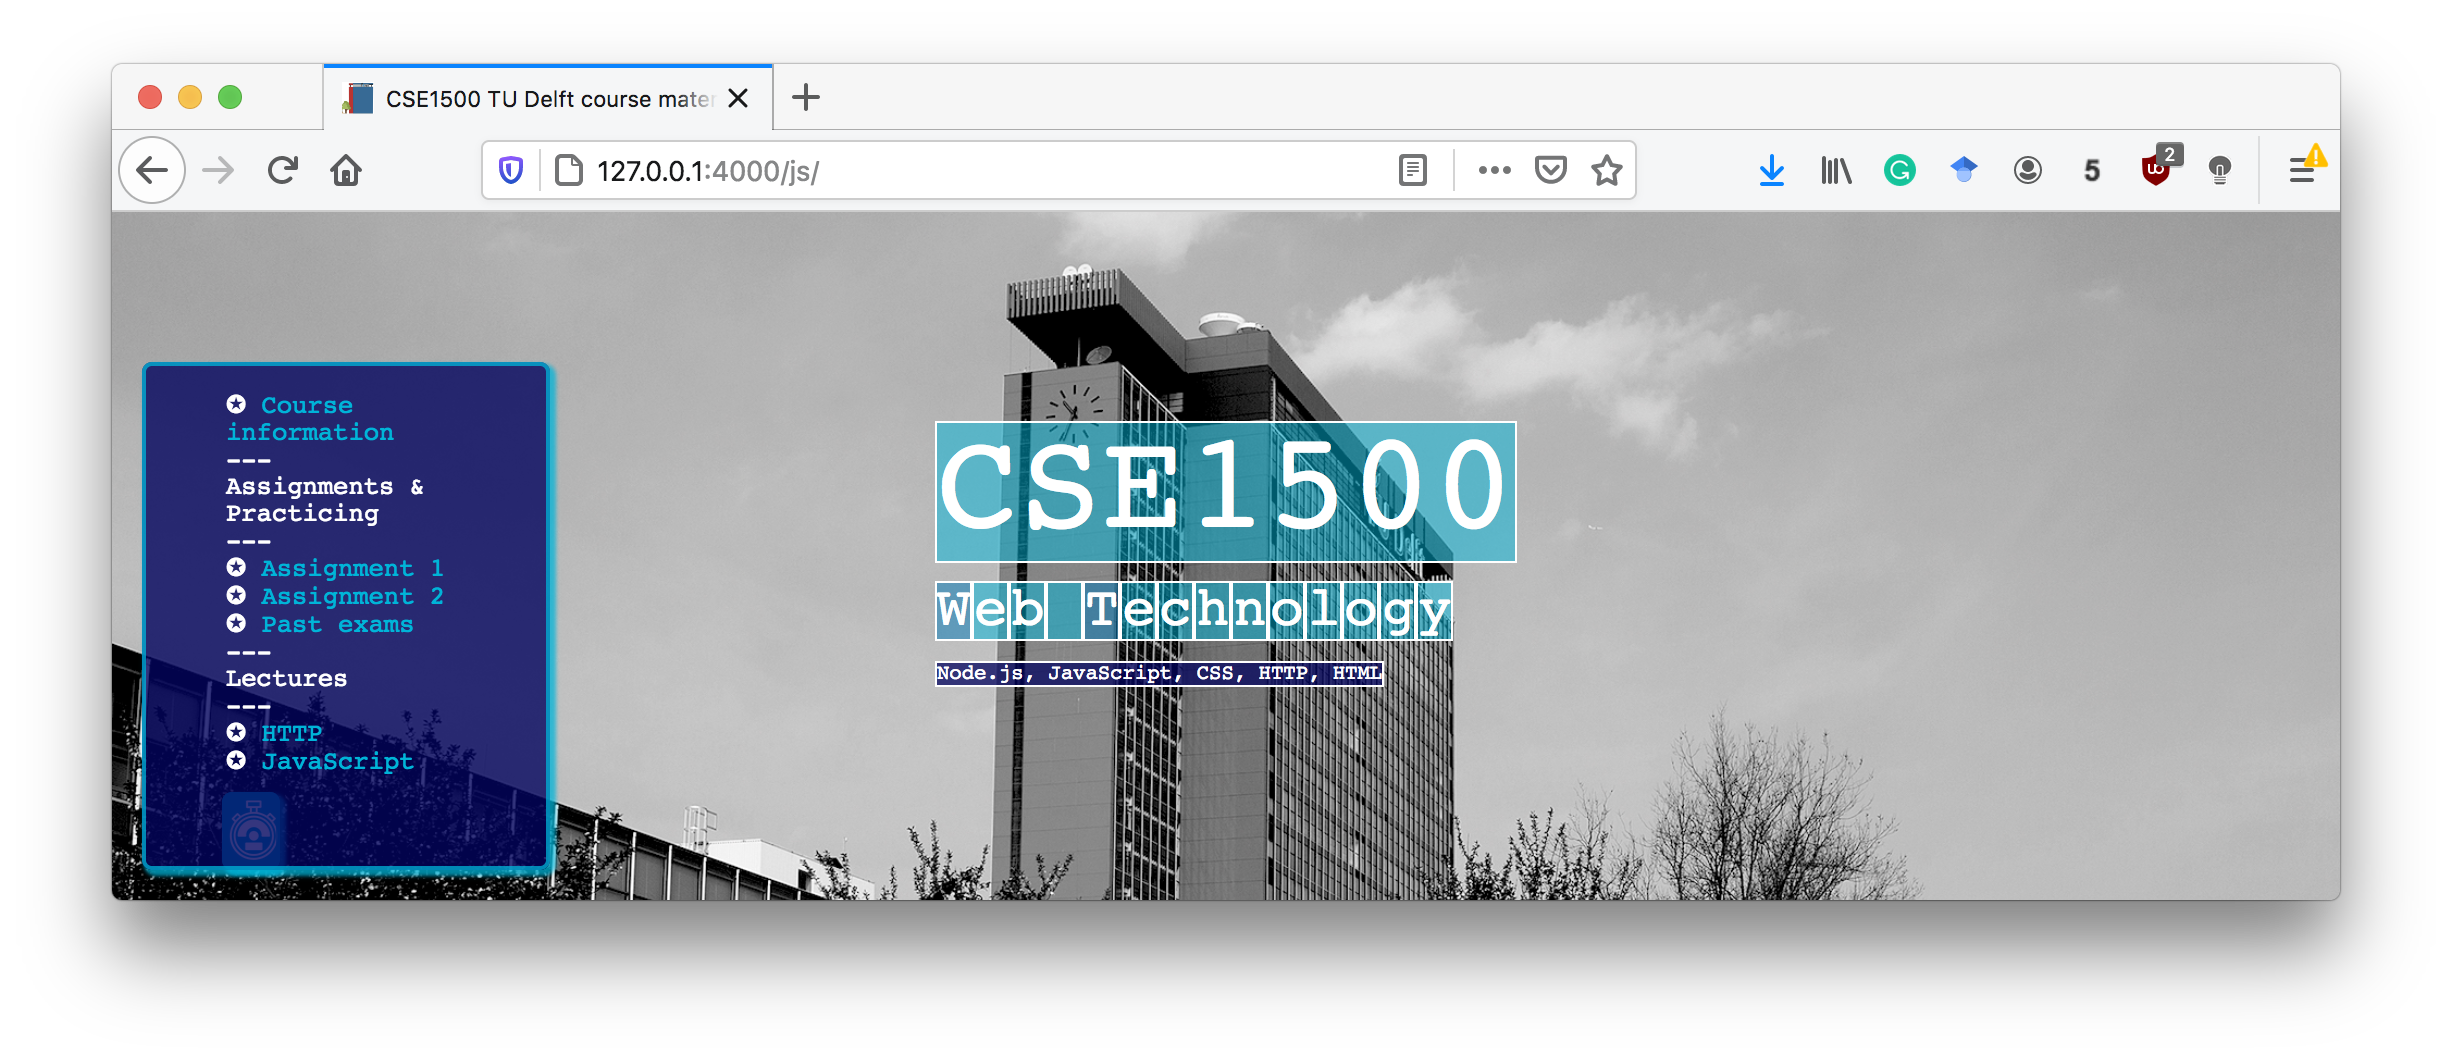 CSE1500 TU Delft course mater
127.0.0.1:4000/js/
5
2
Course
information
---
Assignments &
Practicing
---
Assignment 1
Assignment 2
Past exams
---
Lectures
---
HTTP
JavaScript
CSE1500
Web Technology
Node.js, JavaScript, CSS, HTTP, HTML